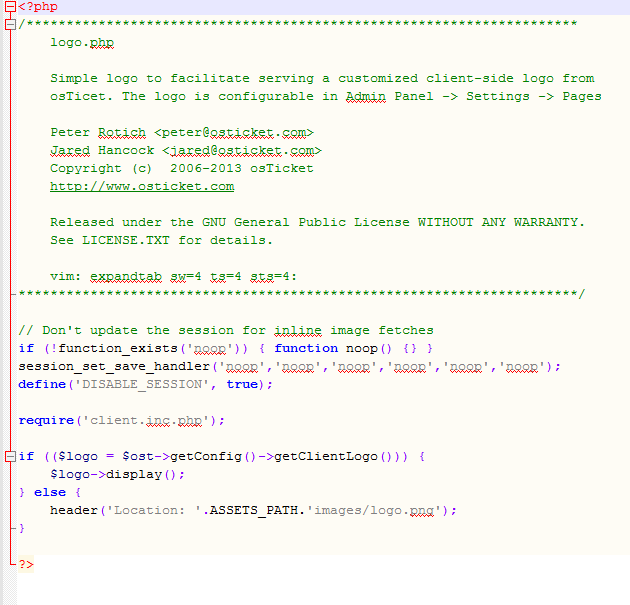 <?php
/*********************************************************************
    logo.php

    Simple logo to facilitate serving a customized client-side logo from
    osTicet. The logo is configurable in Admin Panel -> Settings -> Pages

    Peter Rotich <peter@osticket.com>
    Jared Hancock <jared@osticket.com>
    Copyright (c)  2006-2013 osTicket
    http://www.osticket.com

    Released under the GNU General Public License WITHOUT ANY WARRANTY.
    See LICENSE.TXT for details.

    vim: expandtab sw=4 ts=4 sts=4:
**********************************************************************/

// Don't update the session for inline image fetches
if (!function_exists('noop')) { function noop() {} }
session_set_save_handler('noop','noop','noop','noop','noop','noop');
define('DISABLE_SESSION', true);

require('client.inc.php');

if (($logo = $ost->getConfig()->getClientLogo())) {
    $logo->display();
} else {
    header('Location: '.ASSETS_PATH.'images/logo.png');
}

?>